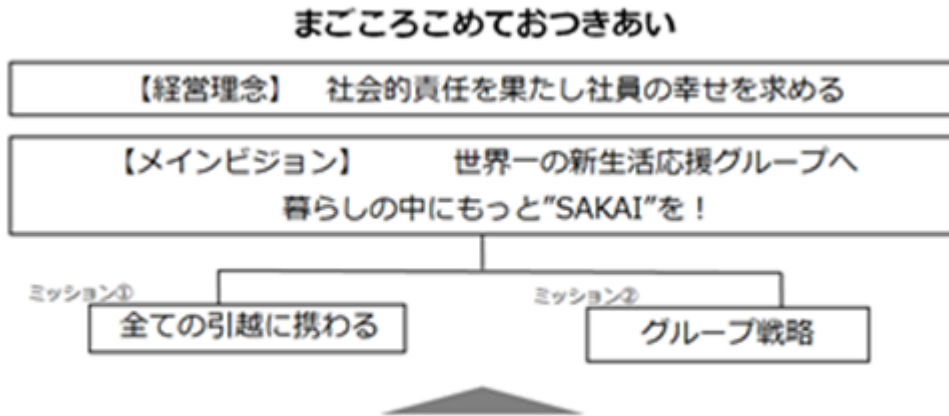 まごころこめておつきあい
【経営理念】　社会的責任を果たし社員の幸せを求める
【メインビジョン】　世界一の新生活応援グループへ
暮らしの中にもっと”SAKAI”を！
ミッション①
全ての引越に携わる
ミッション②
グループ戦略